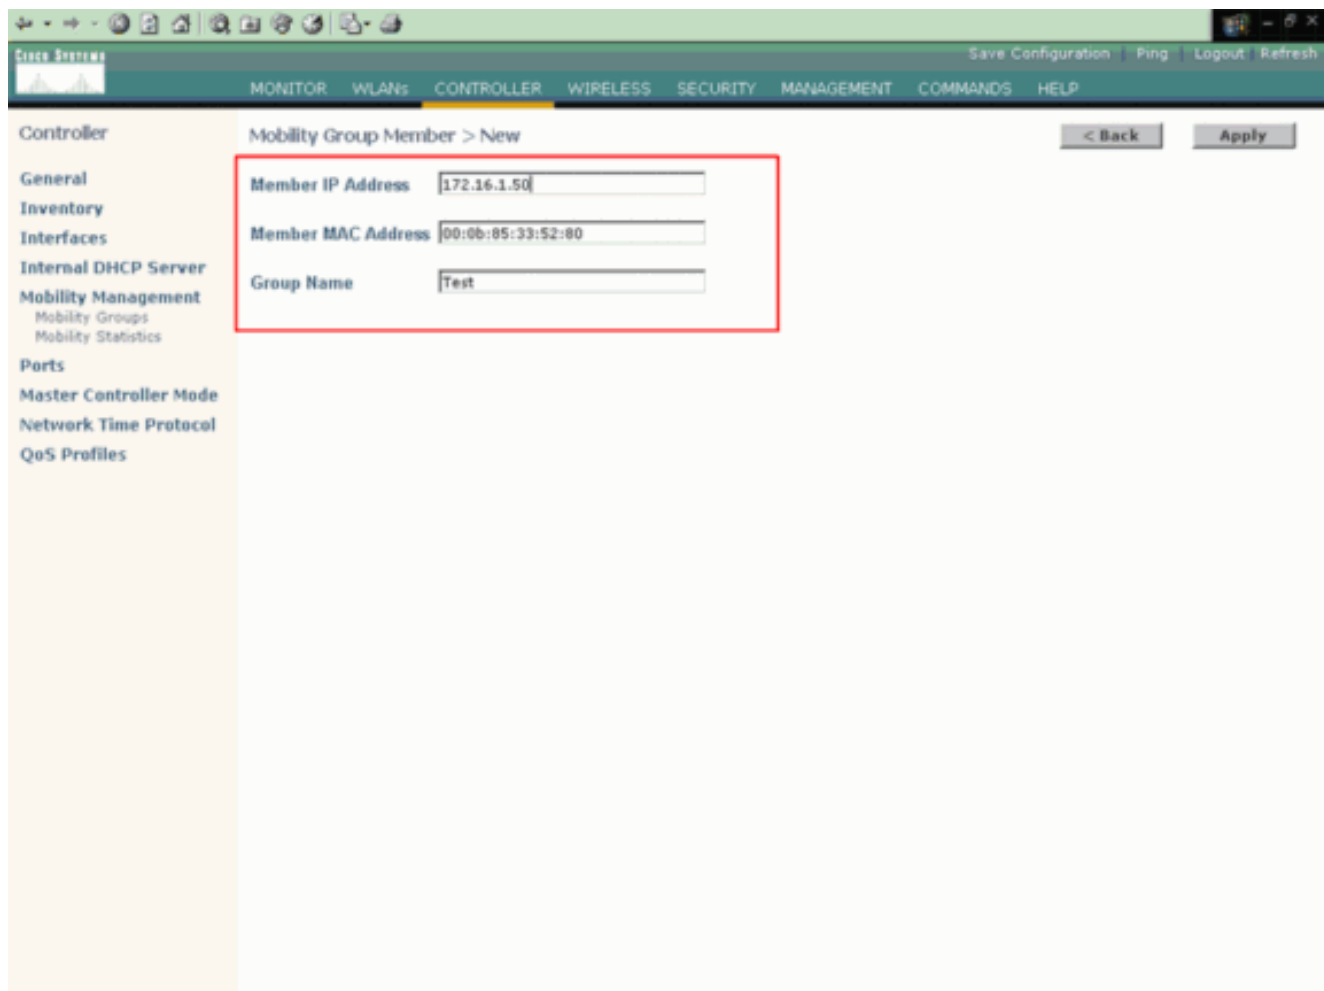 CISCO SYSTEMS
Save Configuration | Ping | Logout | Refresh
MONITOR WLANs CONTROLLER WIRELESS SECURITY MANAGEMENT COMMANDS HELP
Controller
General
Inventory
Interfaces
Internal DHCP Server
Mobility Management
Mobility Groups
Mobility Statistics
Ports
Master Controller Mode
Network Time Protocol
QoS Profiles
Mobility Group Member > New
< Back Apply
Member IP Address 172.16.1.50
Member MAC Address 00:0b:85:33:52:80
Group Name Test